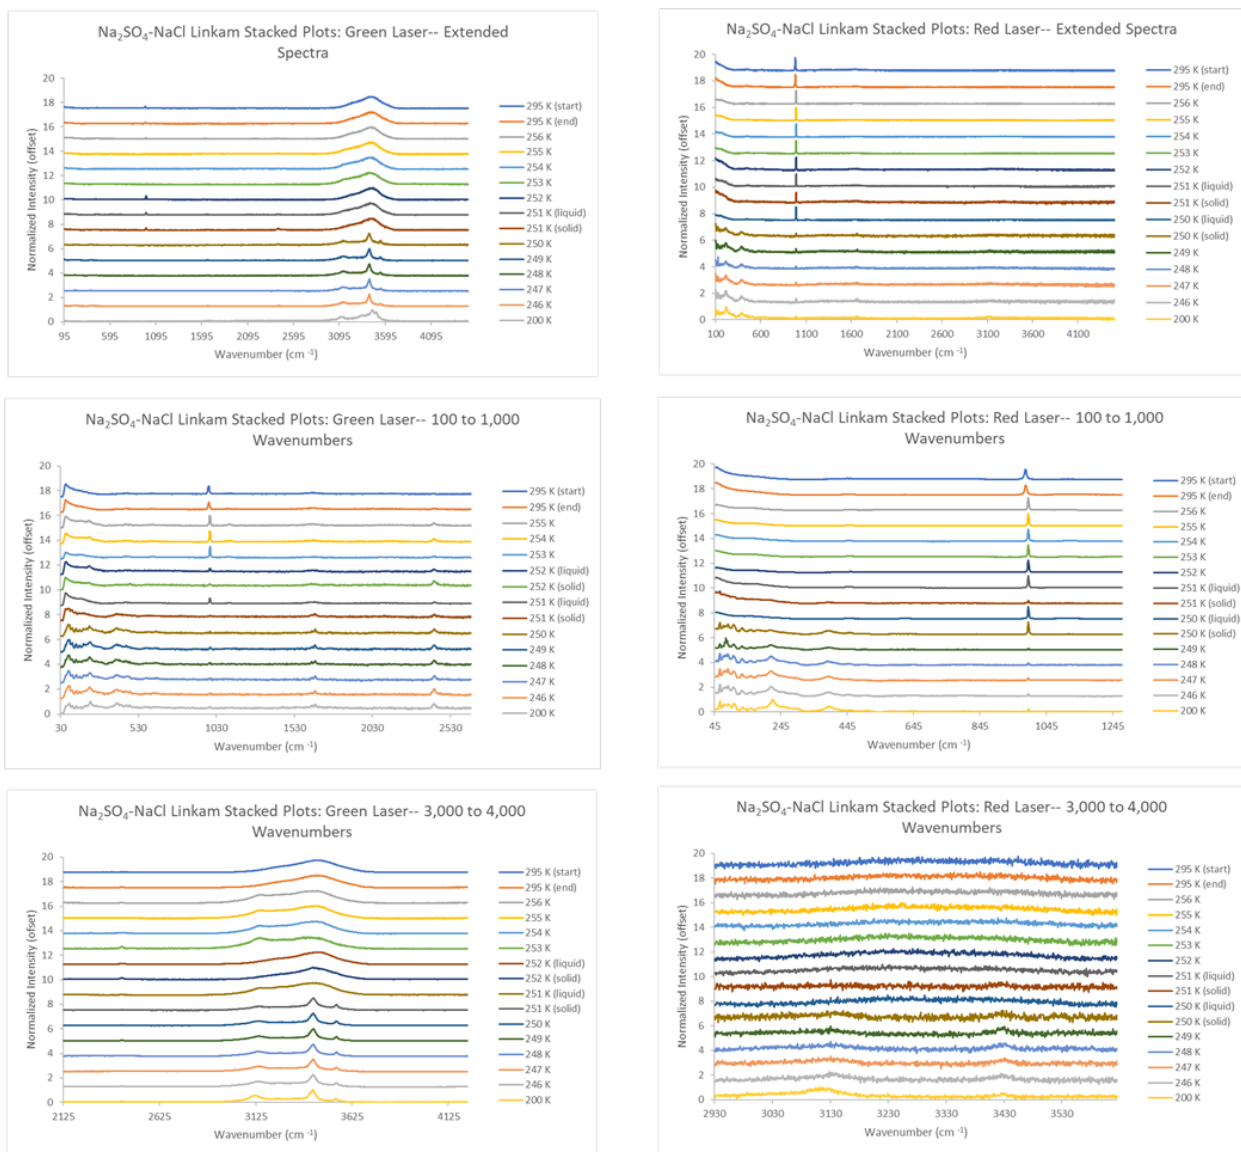 Na₂SO₄-NaCl Linkam Stacked Plots: Green Laser-- Extended
Spectra
Normalized Intensity (offset)
20
18
16
14
12
10
8
6
4
2
0
95 595 1095 1595 2095 2595 3095 3595 4095
Wavenumber (cm ⁻¹)
295 K (start)
295 K (end)
256 K
255 K
254 K
253 K
252 K
251 K (liquid)
251 K (solid)
250 K
249 K
248 K
247 K
246 K
200 K
Na₂SO₄-NaCl Linkam Stacked Plots: Red Laser-- Extended Spectra
Normalized Intensity (offset)
20
18
16
14
12
10
8
6
4
2
0
100 600 1100 1600 2100 2600 3100 3600 4100
Wavenumber (cm ⁻¹)
295 K (start)
295 K (end)
256 K
255 K
254 K
253 K
252 K
251 K (liquid)
251 K (solid)
250 K (liquid)
250 K (solid)
249 K
248 K
247 K
246 K
200 K
Na₂SO₄-NaCl Linkam Stacked Plots: Green Laser-- 100 to 1,000
Wavenumbers
Normalized Intensity (offset)
20
18
16
14
12
10
8
6
4
2
0
30 530 1030 1530 2030 2530
Wavenumber (cm ⁻¹)
295 K (start)
295 K (end)
255 K
254 K
253 K
252 K (liquid)
252 K (solid)
251 K (liquid)
251 K (solid)
250 K
249 K
248 K
247 K
246 K
200 K
Na₂SO₄-NaCl Linkam Stacked Plots: Red Laser-- 100 to 1,000
Wavenumbers
Normalized Intensity (offset)
20
18
16
14
12
10
8
6
4
2
0
45 245 445 645 845 1045 1245
Wavenumber (cm ⁻¹)
295 K (start)
295 K (end)
256 K
255 K
254 K
253 K
252 K
251 K (liquid)
251 K (solid)
250 K (liquid)
250 K (solid)
249 K
248 K
247 K
246 K
200 K
Na₂SO₄-NaCl Linkam Stacked Plots: Green Laser-- 3,000 to 4,000
Wavenumbers
Normalized Intensity (offset)
20
18
16
14
12
10
8
6
4
2
0
2125 2625 3125 3625 4125
Wavenumber (cm ⁻¹)
295 K (start)
295 K (end)
256 K
255 K
254 K
253 K
252 K (liquid)
252 K (solid)
251 K (liquid)
251 K (solid)
250 K
249 K
248 K
247 K
246 K
200 K
Na₂SO₄-NaCl Linkam Stacked Plots: Red Laser-- 3,000 to 4,000
Wavenumbers
Normalized Intensity (offset)
20
18
16
14
12
10
8
6
4
2
0
2930 3030 3130 3230 3330 3430 3530
Wavenumber (cm ⁻¹)
295 K (start)
295 K (end)
256 K
255 K
254 K
253 K
252 K
251 K (liquid)
251 K (solid)
250 K (liquid)
250 K (solid)
249 K
248 K
247 K
246 K
200 K